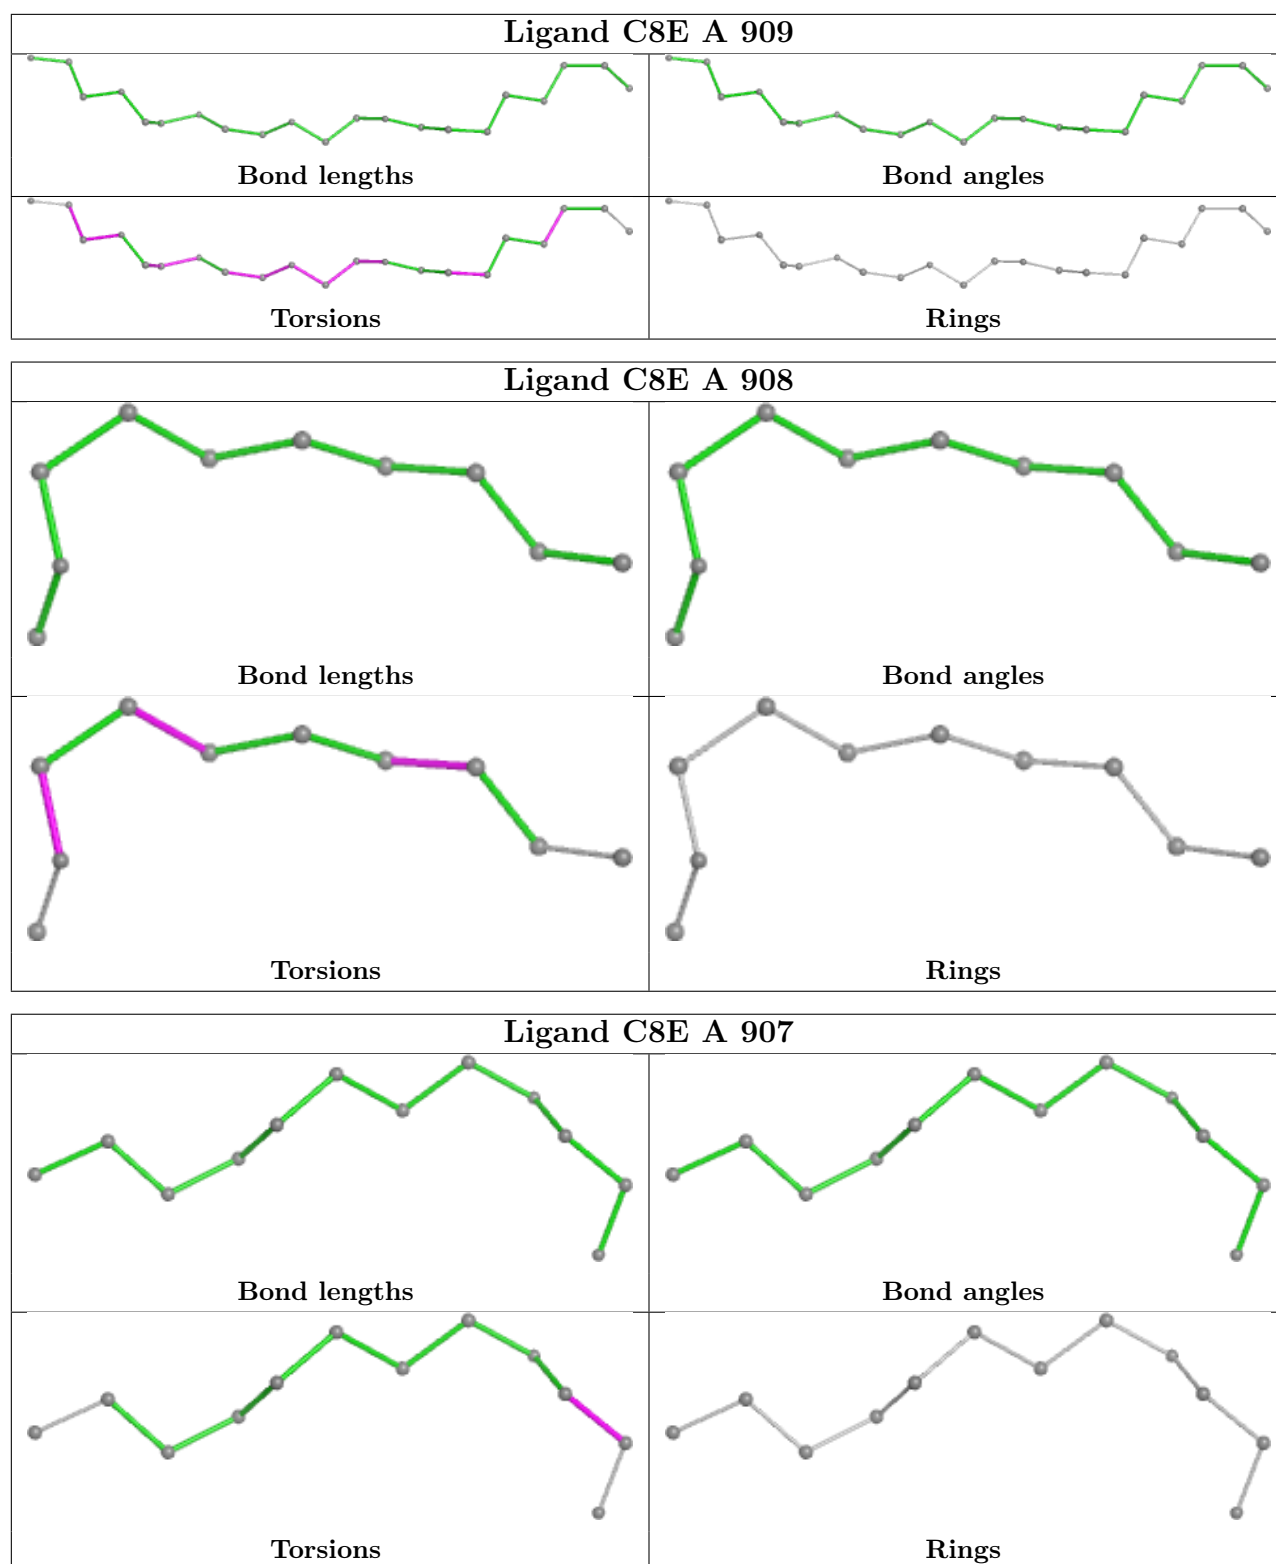 Ligand C8E A 909
Bond lengths
Bond angles
Torsions
Rings
Ligand C8E A 908
Bond lengths
Bond angles
Torsions
Rings
Ligand C8E A 907
Bond lengths
Bond angles
Torsions
Rings